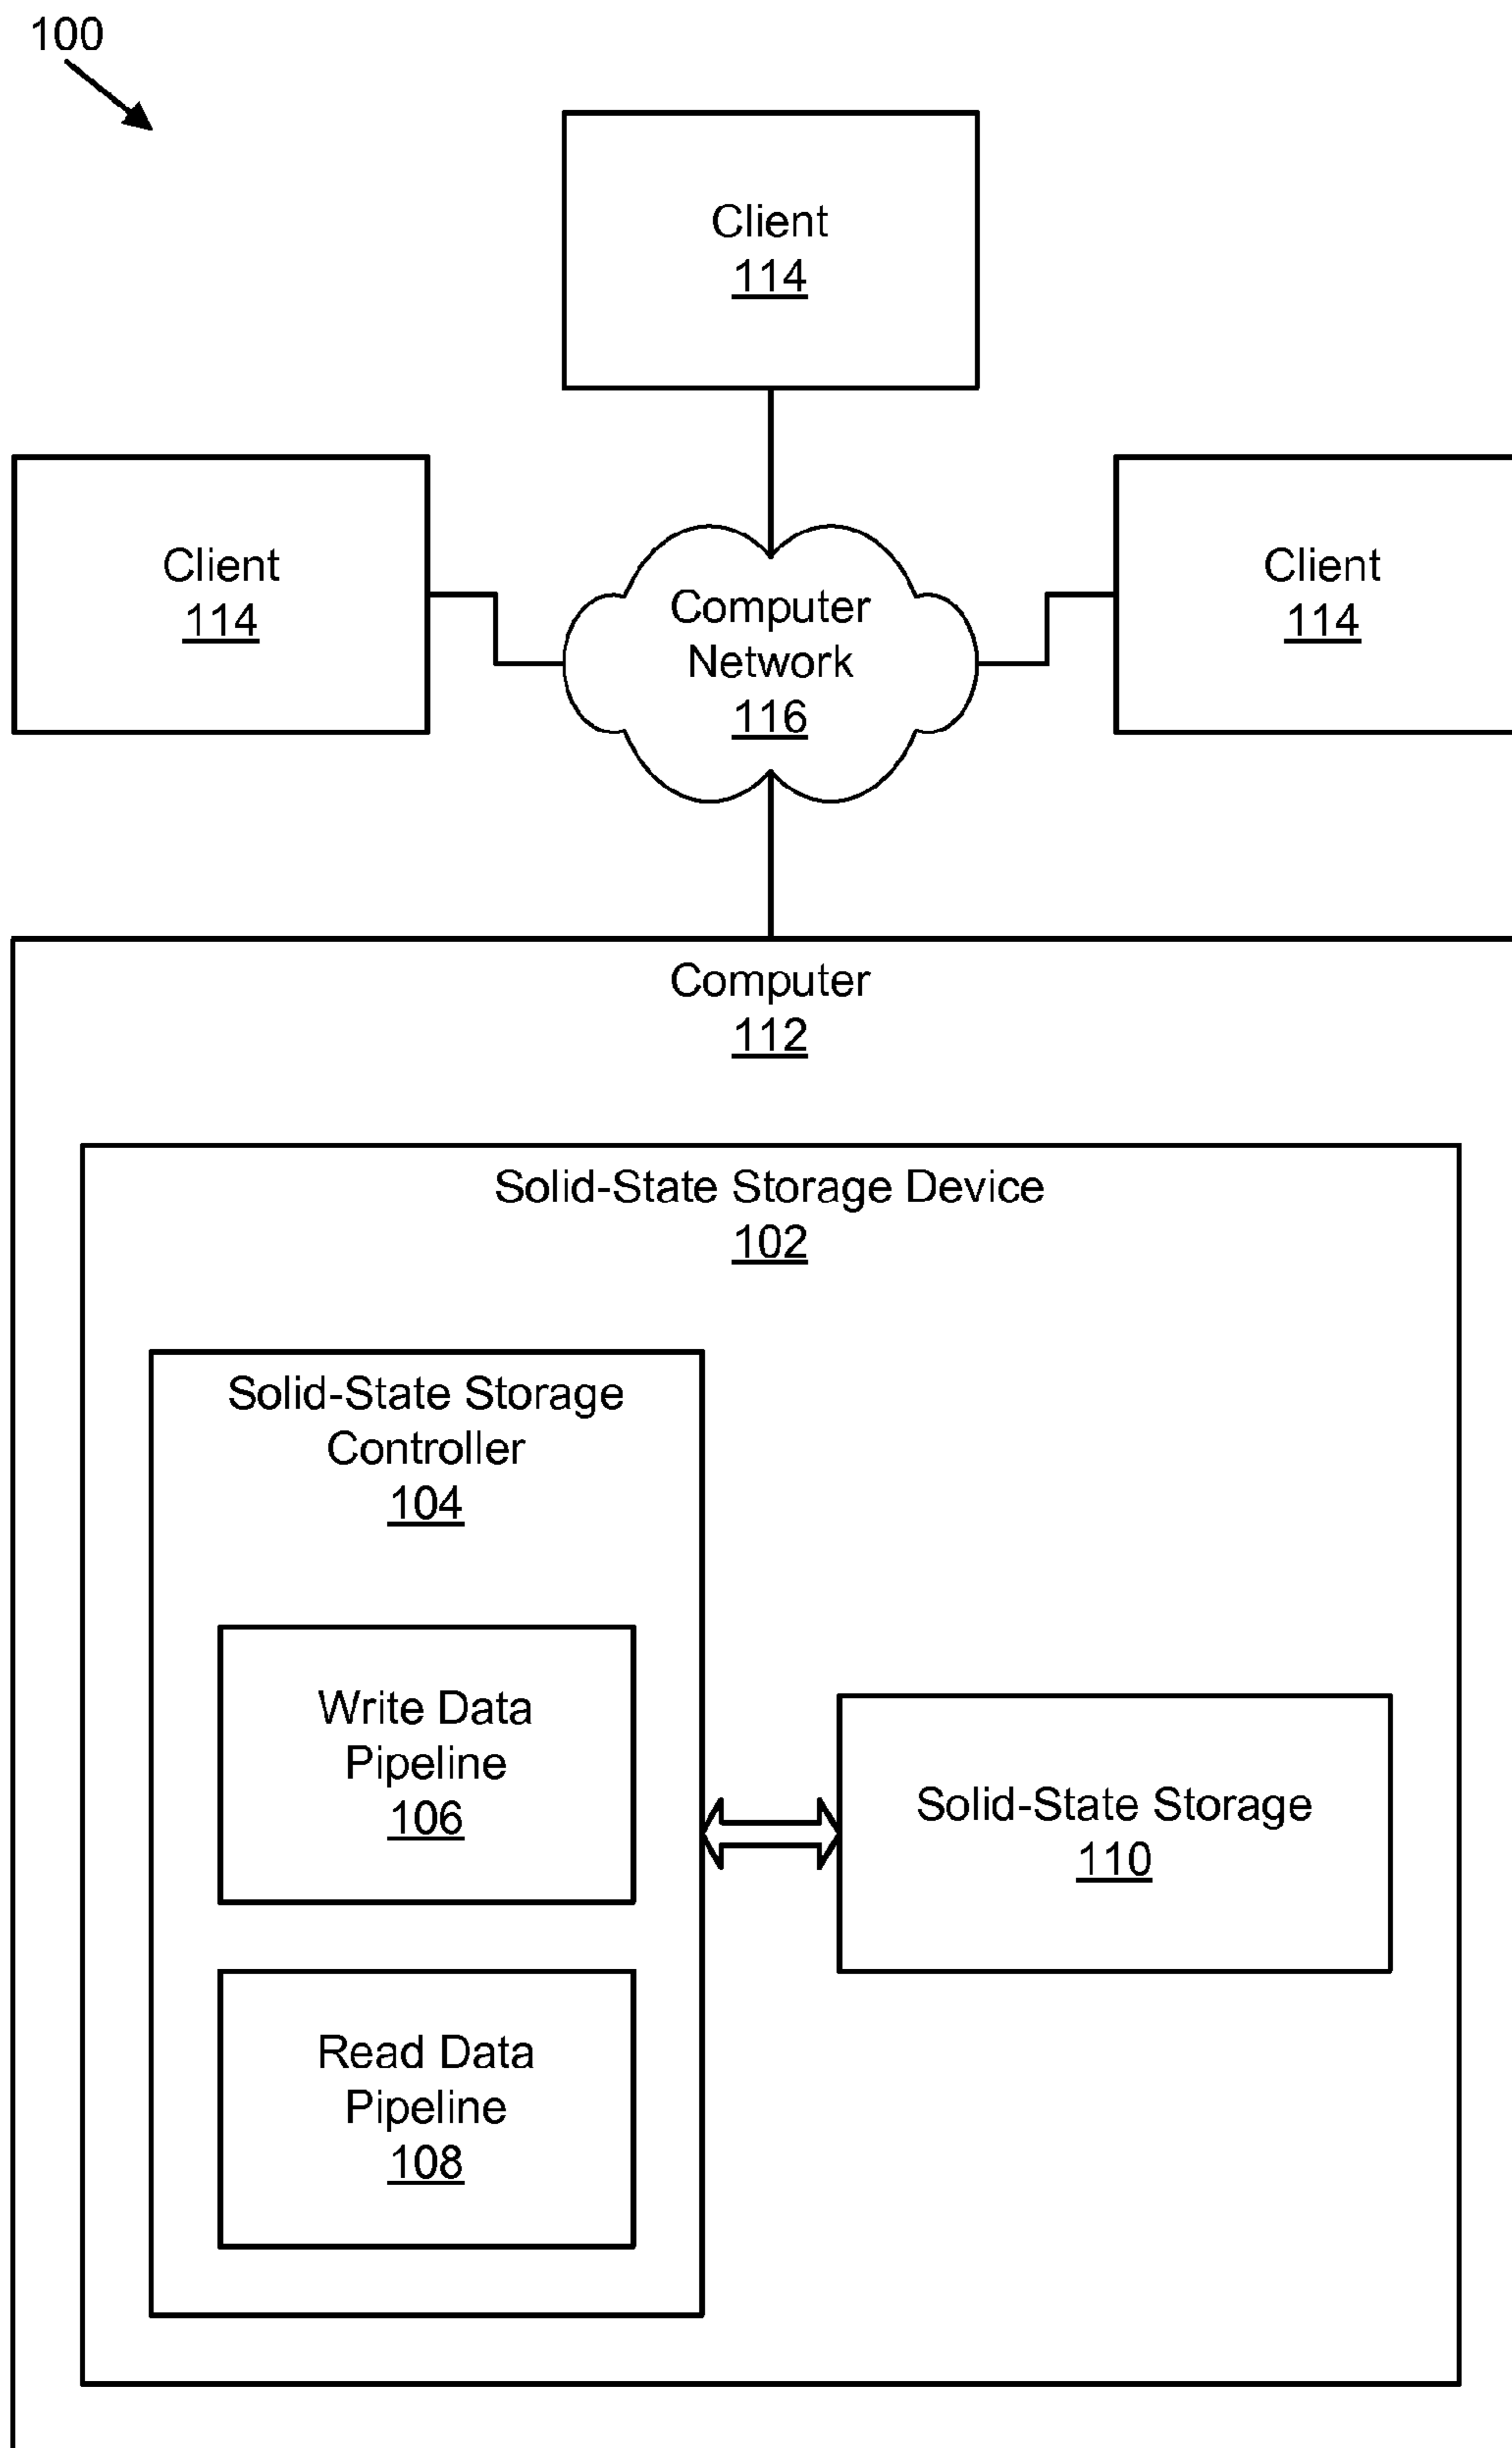 100
Client
114
Client
114
Client
114
Computer
Network
116
Computer
112
Solid-State Storage Device
102
Solid-State Storage
Controller
104
Write Data
Pipeline
106
Solid-State Storage
110
Read Data
Pipeline
108